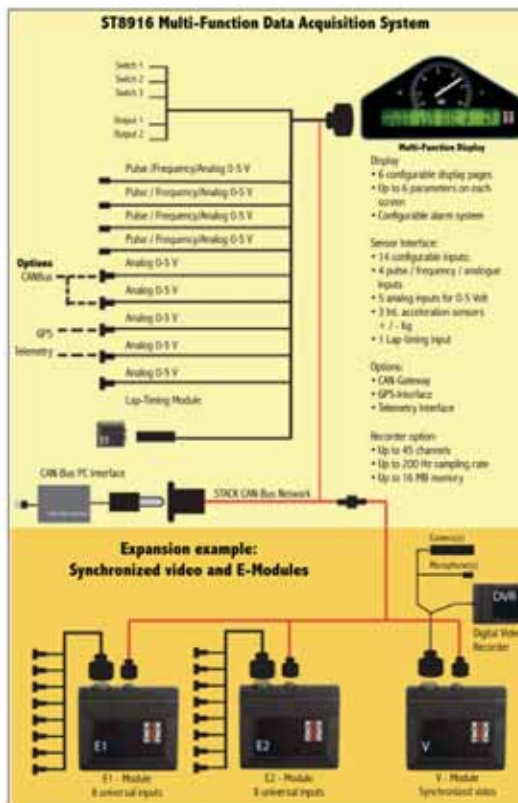 ST8916 Multi-Function Data Acquisition System
Switch 1
Switch 2
Switch 3
Output 1
Output 2
Pulse /Frequency/Analog 0-5 V
Pulse / Frequency/Analog 0-5 V
Pulse /Frequency/Analog 0-5 V
Pulse / Frequency/Analog 0-5 V
Options
CANBus
Analog 0-5 V
Analog 0-5 V
GPS
Analog 0-5 V
Telemetry
Analog 0-5 V
Analog 0-5 V
Lap-Timing Module
Multi-Function Display
Display
• 6 configurable display pages
• Up to 6 parameters on each
screen
• Configurable alarm system
Sensor Interface:
• 14 configurable inputs:
• 4 pulse / frequency / analogue
inputs
• 5 analog inputs for 0-5 Volt
• 3 Int. acceleration sensors
+ / - 6g
• 1 Lap-timing input
Options:
• CAN-Gateway
• GPS-Interface
• Telemetry Interface
Recorder option:
• Up to 45 channels
• Up to 200 Hz sampling rate
• Up to 16 MB memory
CAN Bus PC Interface
STACK CAN-Bus Network
Expansion example:
Synchronized video and E-Modules
Camera(s)
Microphone(s)
DVR
Digital Video
Recorder
E1
E2
V
E1 - Module
8 universal inputs
E2 - Module
8 universal inputs
V - Module
Synchronized video